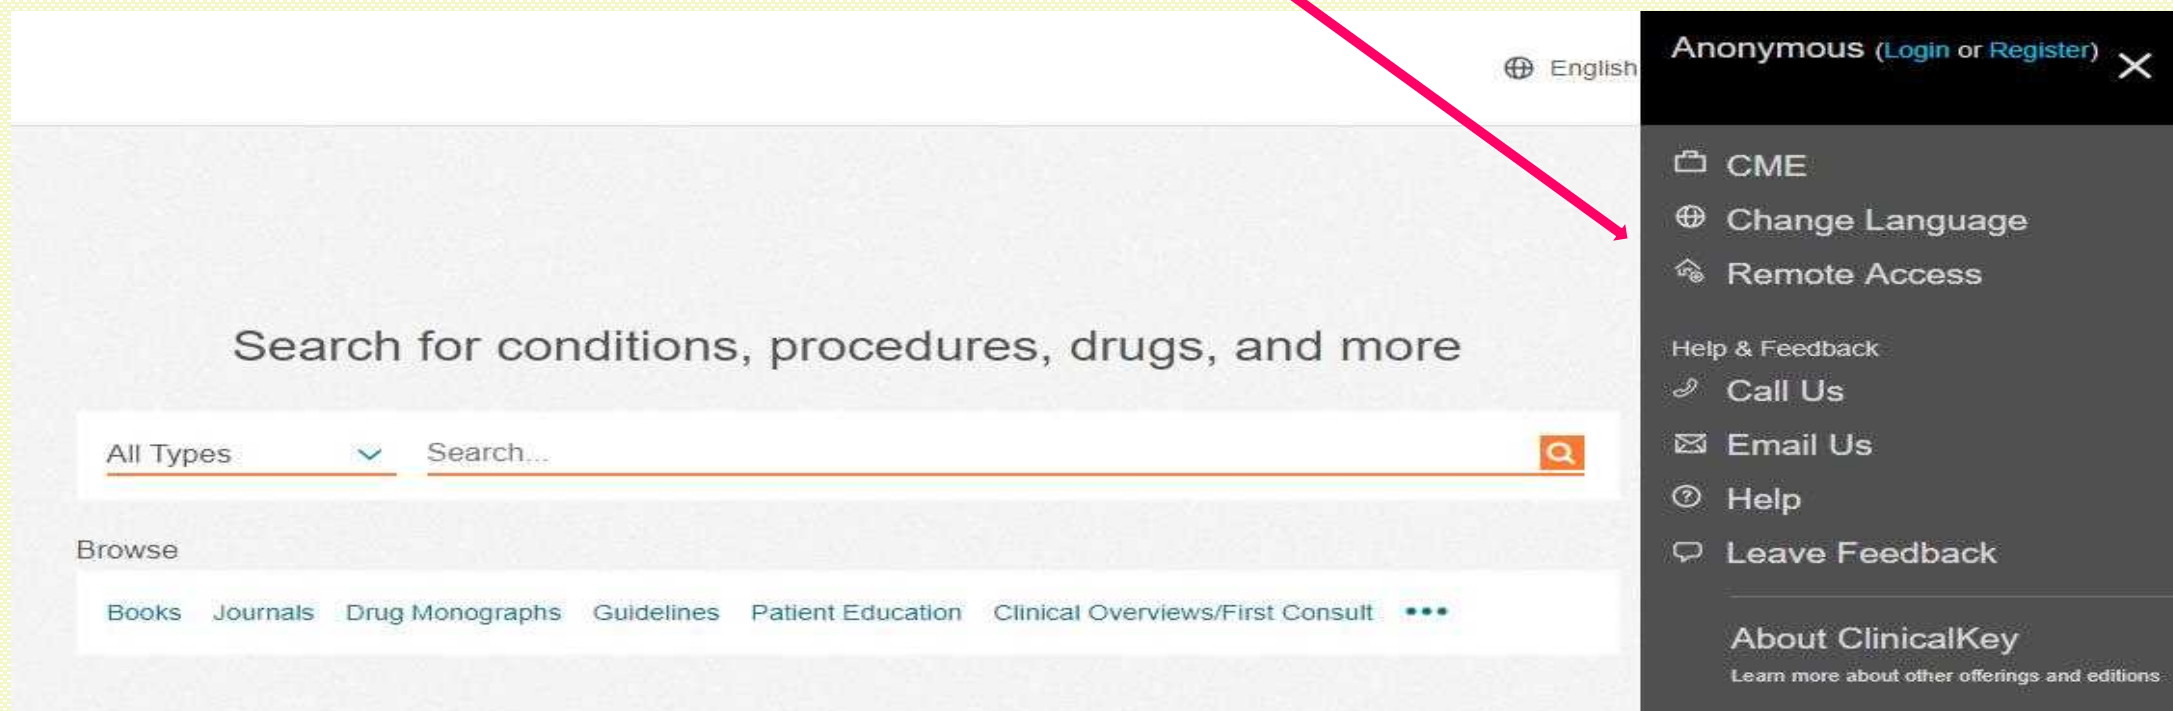 English
Anonymous (Login or Register)
CME
Change Language
Remote Access
Help & Feedback
Call Us
Email Us
Help
Leave Feedback
About ClinicalKey
Learn more about other offerings and editions
Search for conditions, procedures, drugs, and more
All Types Search...
Browse
Books Journals Drug Monographs Guidelines Patient Education Clinical Overviews/First Consult •••